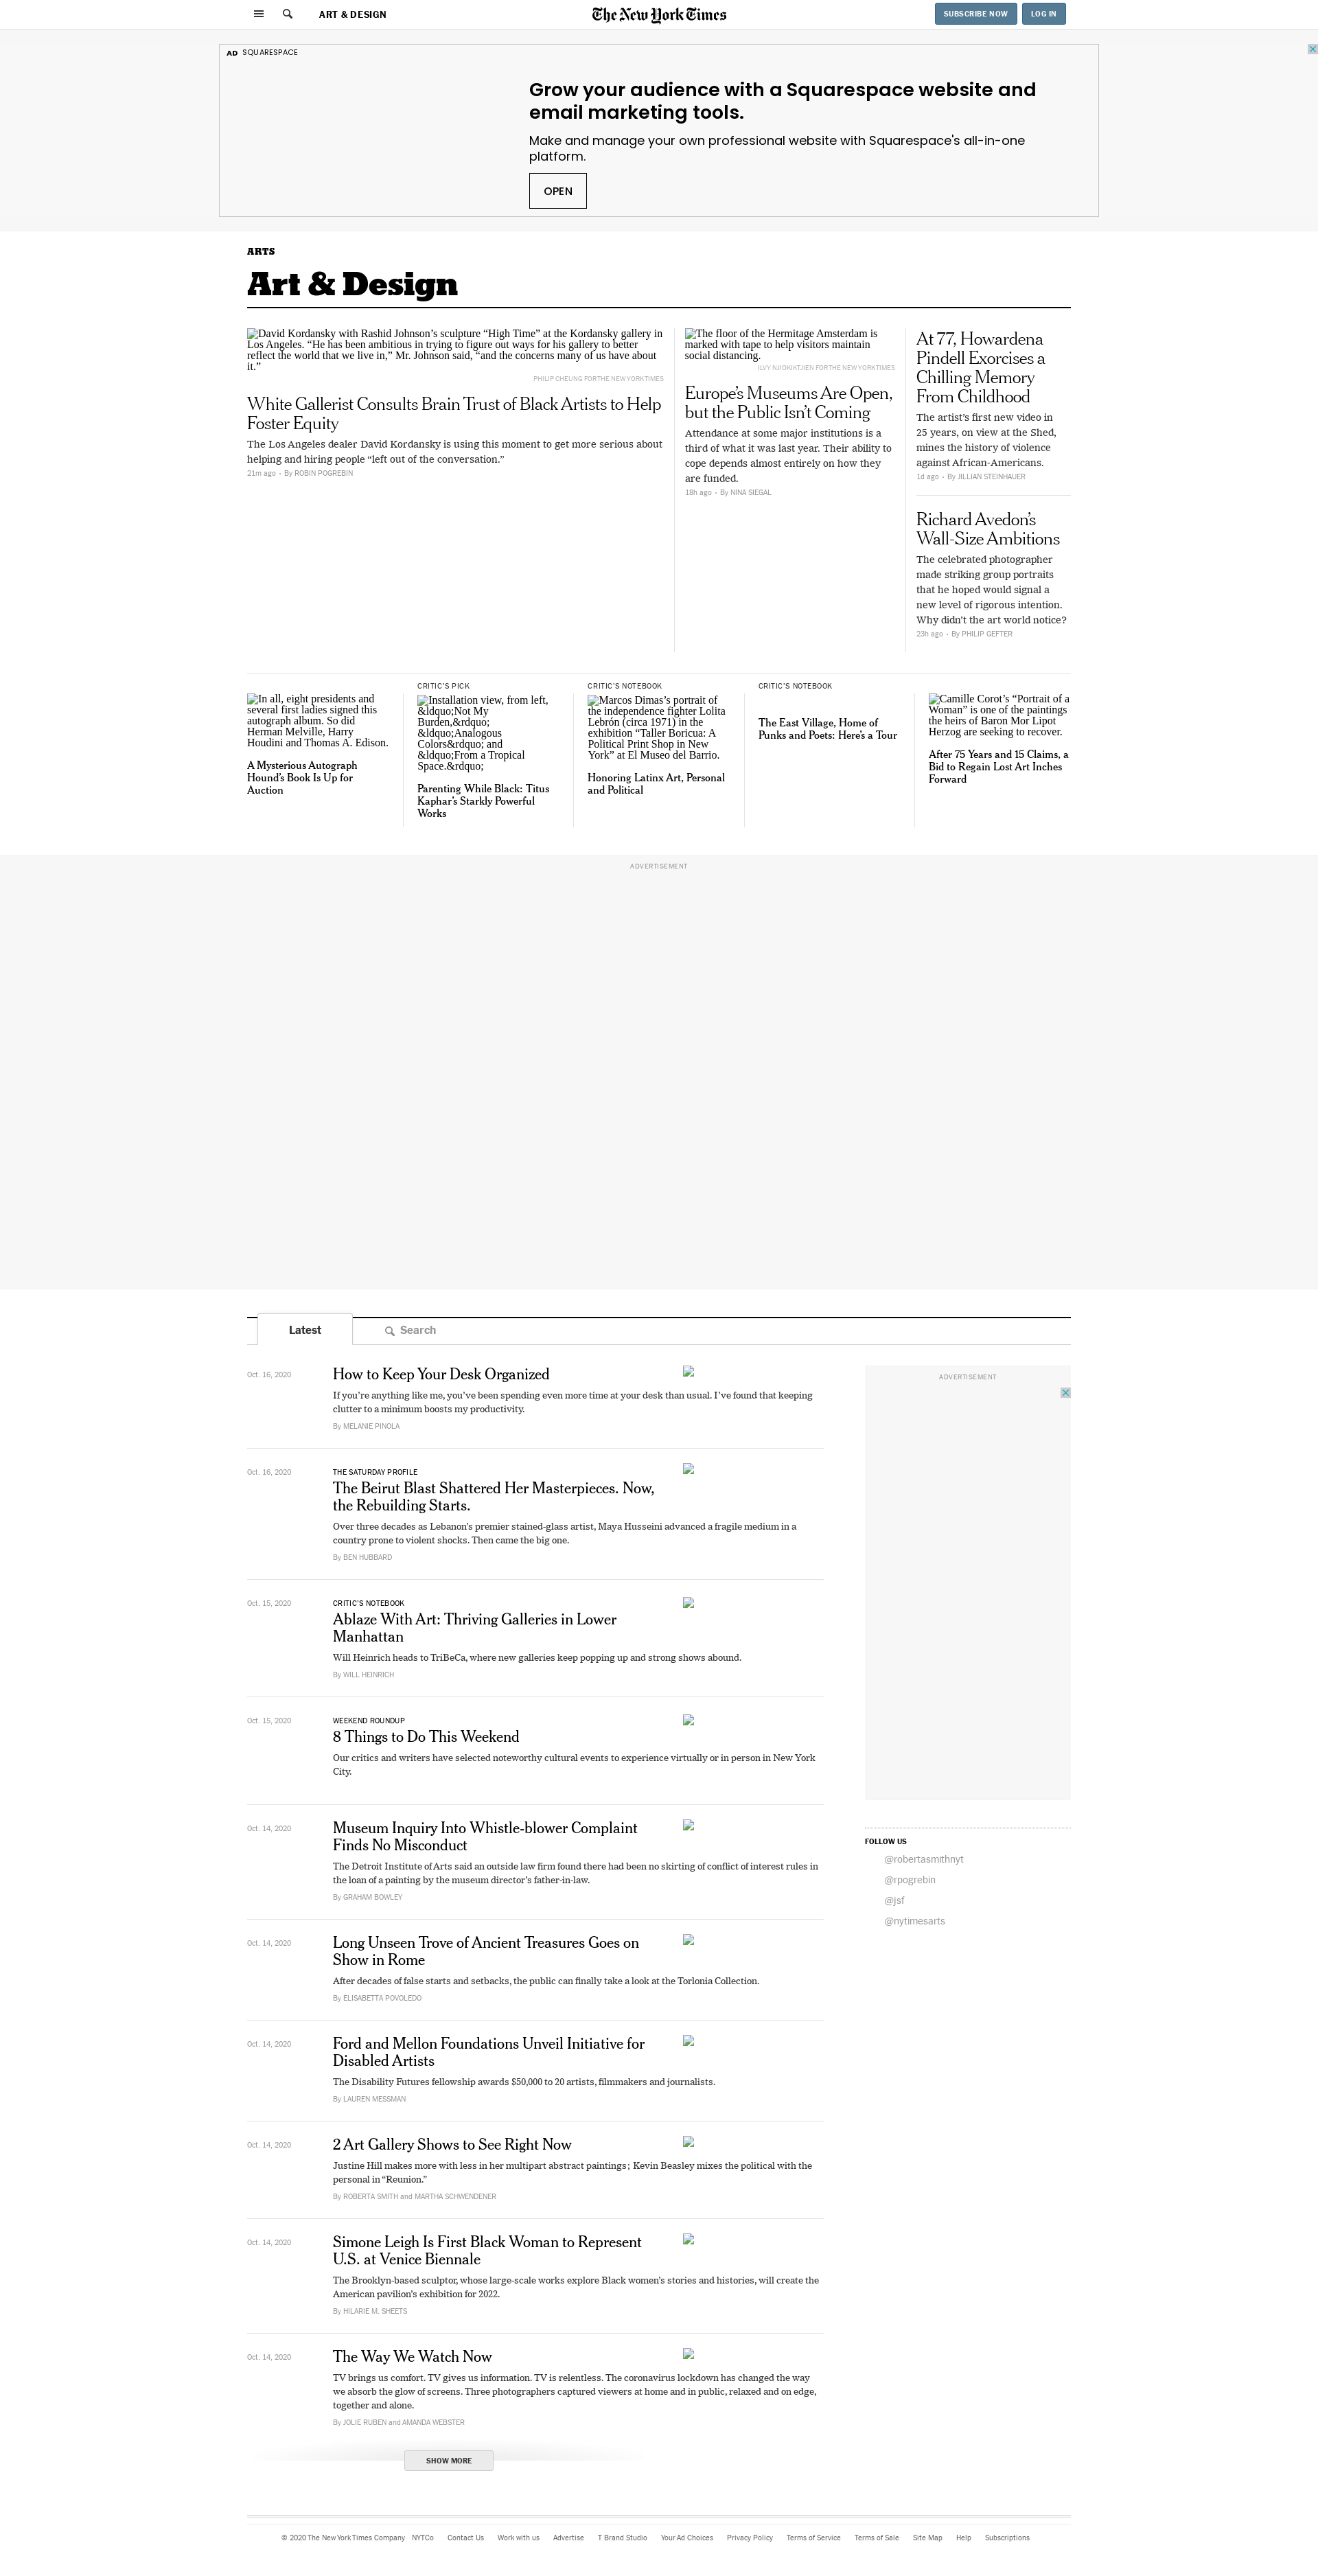 ART & DESIGN
The New York Times
SUBSCRIBE NOW
LOG IN
AD SQUARESPACE
Grow your audience with a Squarespace website and
email marketing tools.
Make and manage your own professional website with Squarespace's all-in-one
platform.
OPEN
ARTS
Art & Design
David Kordansky with Rashid Johnson’s sculpture “High Time” at the Kordansky gallery in
Los Angeles. “He has been ambitious in trying to figure out ways for his gallery to better
reflect the world that we live in,” Mr. Johnson said, “and the concerns many of us have about
it.”
PHILIP CHEUNG FOR THE NEW YORK TIMES
White Gallerist Consults Brain Trust of Black Artists to Help
Foster Equity
The Los Angeles dealer David Kordansky is using this moment to get more serious about
helping and hiring people “left out of the conversation.”
21m ago • By ROBIN POGREBIN
The floor of the Hermitage Amsterdam is
marked with tape to help visitors maintain
social distancing.
ILVY NJIOKIKTJIEN FOR THE NEW YORK TIMES
Europe’s Museums Are Open,
but the Public Isn’t Coming
Attendance at some major institutions is a
third of what it was last year. Their ability to
cope depends almost entirely on how they
are funded.
18h ago • By NINA SIEGAL
At 77, Howardena
Pindell Exorcises a
Chilling Memory
From Childhood
The artist’s first new video in
25 years, on view at the Shed,
mines the history of violence
against African-Americans.
1d ago • By JILLIAN STEINHAUER
Richard Avedon’s
Wall-Size Ambitions
The celebrated photographer
made striking group portraits
that he hoped would signal a
new level of rigorous intention.
Why didn’t the art world notice?
23h ago • By PHILIP GEFTER
In all, eight presidents and
several first ladies signed this
autograph album. So did
Herman Melville, Harry
Houdini and Thomas A. Edison.
A Mysterious Autograph
Hound’s Book Is Up for
Auction
CRITIC’S PICK
Installation view, from left,
&ldquo;Not My
Burden,&rdquo;
&ldquo;Analogous
Colors&rdquo; and
&ldquo;From a Tropical
Space.&rdquo;
Parenting While Black: Titus
Kaphar’s Starkly Powerful
Works
CRITIC’S NOTEBOOK
Marcos Dimas’s portrait of
the independence fighter Lolita
Lebrón (circa 1971) in the
exhibition “Taller Boricua: A
Political Print Shop in New
York” at El Museo del Barrio.
Honoring Latinx Art, Personal
and Political
CRITIC’S NOTEBOOK
The East Village, Home of
Punks and Poets: Here’s a Tour
Camille Corot’s “Portrait of a
Woman” is one of the paintings
the heirs of Baron Mor Lipot
Herzog are seeking to recover.
After 75 Years and 15 Claims, a
Bid to Regain Lost Art Inches
Forward
ADVERTISEMENT
Latest
Search
Oct. 16, 2020
How to Keep Your Desk Organized
If you’re anything like me, you’ve been spending even more time at your desk than usual. I’ve found that keeping
clutter to a minimum boosts my productivity.
By MELANIE PINOLA
Oct. 16, 2020
THE SATURDAY PROFILE
The Beirut Blast Shattered Her Masterpieces. Now,
the Rebuilding Starts.
Over three decades as Lebanon’s premier stained-glass artist, Maya Husseini advanced a fragile medium in a
country prone to violent shocks. Then came the big one.
By BEN HUBBARD
Oct. 15, 2020
CRITIC’S NOTEBOOK
Ablaze With Art: Thriving Galleries in Lower
Manhattan
Will Heinrich heads to TriBeCa, where new galleries keep popping up and strong shows abound.
By WILL HEINRICH
Oct. 15, 2020
WEEKEND ROUNDUP
8 Things to Do This Weekend
Our critics and writers have selected noteworthy cultural events to experience virtually or in person in New York
City.
Oct. 14, 2020
Museum Inquiry Into Whistle-blower Complaint
Finds No Misconduct
The Detroit Institute of Arts said an outside law firm found there had been no skirting of conflict of interest rules in
the loan of a painting by the museum director’s father-in-law.
By GRAHAM BOWLEY
Oct. 14, 2020
Long Unseen Trove of Ancient Treasures Goes on
Show in Rome
After decades of false starts and setbacks, the public can finally take a look at the Torlonia Collection.
By ELISABETTA POVOLEDO
Oct. 14, 2020
Ford and Mellon Foundations Unveil Initiative for
Disabled Artists
The Disability Futures fellowship awards $50,000 to 20 artists, filmmakers and journalists.
By LAUREN MESSMAN
Oct. 14, 2020
2 Art Gallery Shows to See Right Now
Justine Hill makes more with less in her multipart abstract paintings; Kevin Beasley mixes the political with the
personal in “Reunion.”
By ROBERTA SMITH and MARTHA SCHWENDENER
Oct. 14, 2020
Simone Leigh Is First Black Woman to Represent
U.S. at Venice Biennale
The Brooklyn-based sculptor, whose large-scale works explore Black women’s stories and histories, will create the
American pavilion’s exhibition for 2022.
By HILARIE M. SHEETS
Oct. 14, 2020
The Way We Watch Now
TV brings us comfort. TV gives us information. TV is relentless. The coronavirus lockdown has changed the way
we absorb the glow of screens. Three photographers captured viewers at home and in public, relaxed and on edge,
together and alone.
By JOLIE RUBEN and AMANDA WEBSTER
SHOW MORE
ADVERTISEMENT
FOLLOW US
@robertasmithnyt
@rpogrebin
@jsf
@nytimesarts
© 2020 The New York Times Company NYTCo Contact Us Work with us Advertise T Brand Studio Your Ad Choices Privacy Policy Terms of Service Terms of Sale Site Map Help Subscriptions